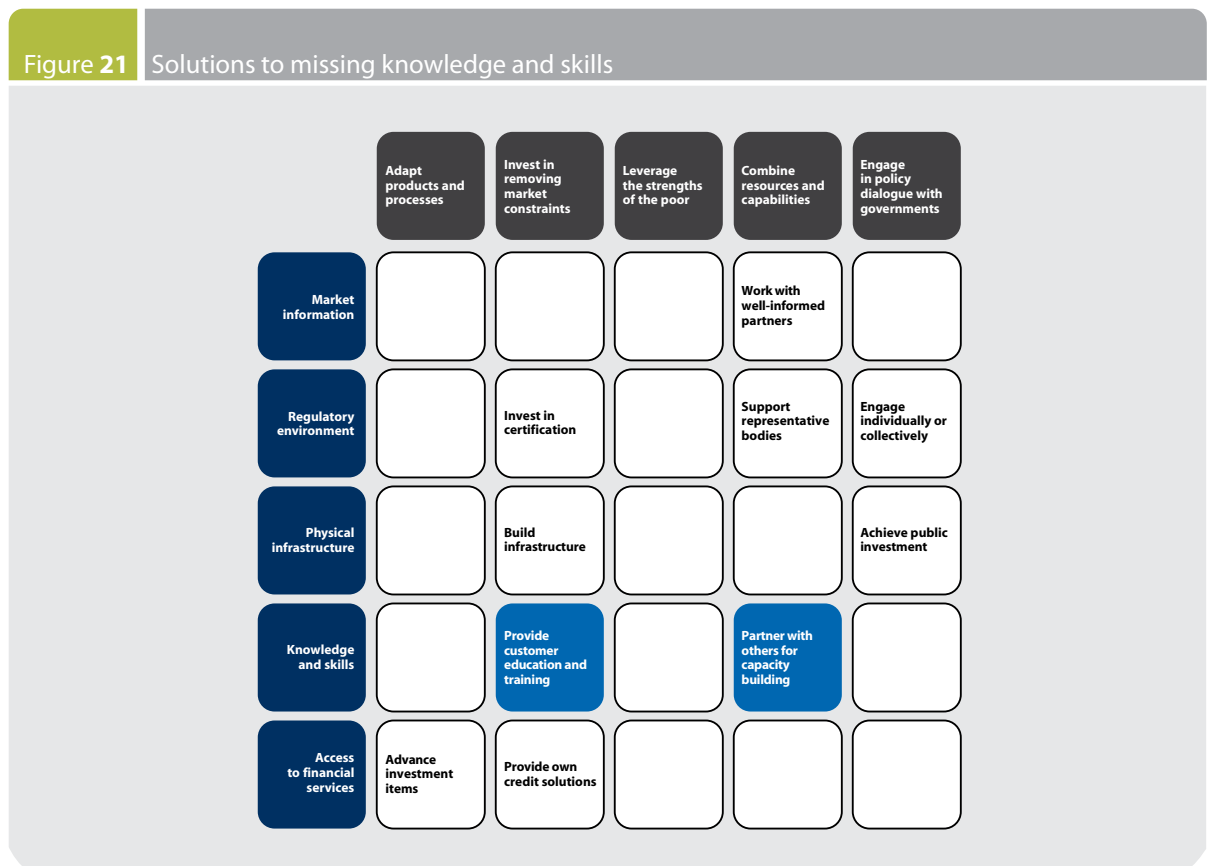 Figure 21
Solutions to missing knowledge and skills
Adapt
products and
processes
Invest in
removing
market
constraints
Leverage
the strengths
of the poor
Combine
resources and
capabilities
Engage
in policy
dialogue with
governments
Market
information
Work with
well-informed
partners
Regulatory
environment
Invest in
certification
Support
representative
bodies
Engage
individually or
collectively
Physical
infrastructure
Build
infrastructure
Achieve public
investment
Knowledge
and skills
Provide
customer
education and
training
Partner with
others for
capacity
building
Access
to financial
services
Advance
investment
items
Provide own
credit solutions